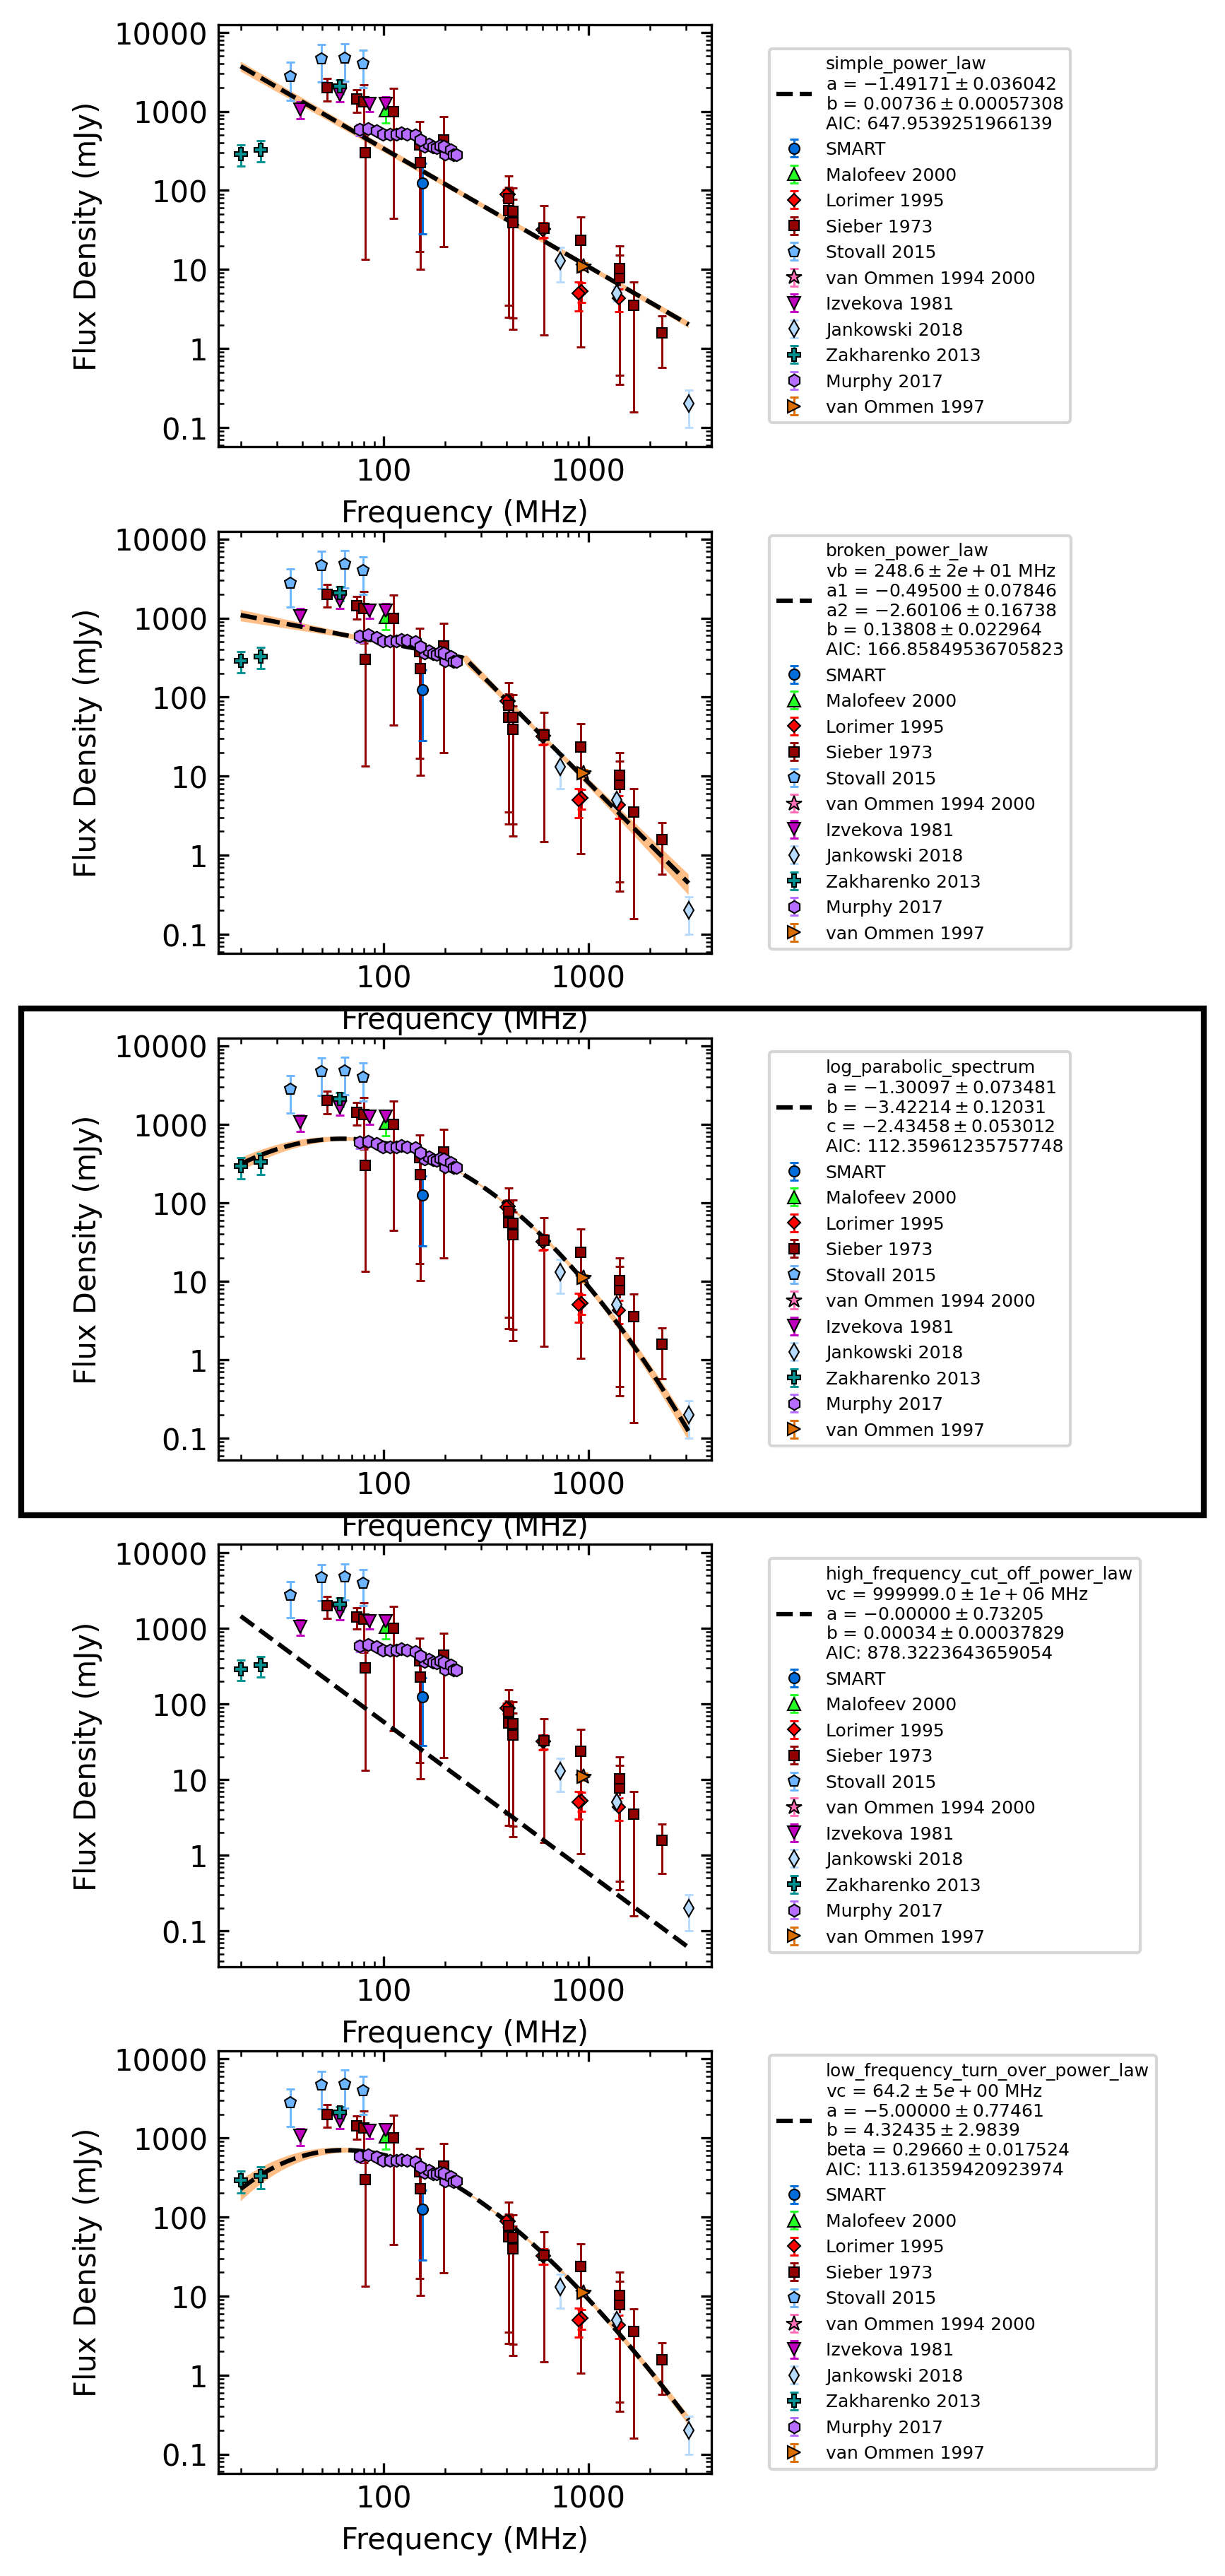 10000
1000
100
10
1
0.1
Flux Density (mJy)
100
1000
Frequency (MHz)
simple_power_law
a = −1.49171 ± 0.036042
b = 0.00736 ± 0.00057308
AIC: 647.9539251966139
SMART
Malofeev 2000
Lorimer 1995
Sieber 1973
Stovall 2015
van Ommen 1994 2000
Izvekova 1981
Jankowski 2018
Zakharenko 2013
Murphy 2017
van Ommen 1997
10000
1000
100
10
1
0.1
Flux Density (mJy)
100
1000
Frequency (MHz)
broken_power_law
vb = 248.6 ± 2e + 01 MHz
a1 = −0.49500 ± 0.07846
a2 = −2.60106 ± 0.16738
b = 0.13808 ± 0.022964
AIC: 166.85849536705823
SMART
Malofeev 2000
Lorimer 1995
Sieber 1973
Stovall 2015
van Ommen 1994 2000
Izvekova 1981
Jankowski 2018
Zakharenko 2013
Murphy 2017
van Ommen 1997
10000
1000
100
10
1
0.1
Flux Density (mJy)
100
1000
Frequency (MHz)
log_parabolic_spectrum
a = −1.30097 ± 0.073481
b = −3.42214 ± 0.12031
c = −2.43458 ± 0.053012
AIC: 112.35961235757748
SMART
Malofeev 2000
Lorimer 1995
Sieber 1973
Stovall 2015
van Ommen 1994 2000
Izvekova 1981
Jankowski 2018
Zakharenko 2013
Murphy 2017
van Ommen 1997
10000
1000
100
10
1
0.1
Flux Density (mJy)
100
1000
Frequency (MHz)
high_frequency_cut_off_power_law
vc = 999999.0 ± 1e + 06 MHz
a = −0.00000 ± 0.73205
b = 0.00034 ± 0.00037829
AIC: 878.3223643659054
SMART
Malofeev 2000
Lorimer 1995
Sieber 1973
Stovall 2015
van Ommen 1994 2000
Izvekova 1981
Jankowski 2018
Zakharenko 2013
Murphy 2017
van Ommen 1997
10000
1000
100
10
1
0.1
Flux Density (mJy)
100
1000
Frequency (MHz)
low_frequency_turn_over_power_law
vc = 64.2 ± 5e + 00 MHz
a = −5.00000 ± 0.77461
b = 4.32435 ± 2.9839
beta = 0.29660 ± 0.017524
AIC: 113.61359420923974
SMART
Malofeev 2000
Lorimer 1995
Sieber 1973
Stovall 2015
van Ommen 1994 2000
Izvekova 1981
Jankowski 2018
Zakharenko 2013
Murphy 2017
van Ommen 1997